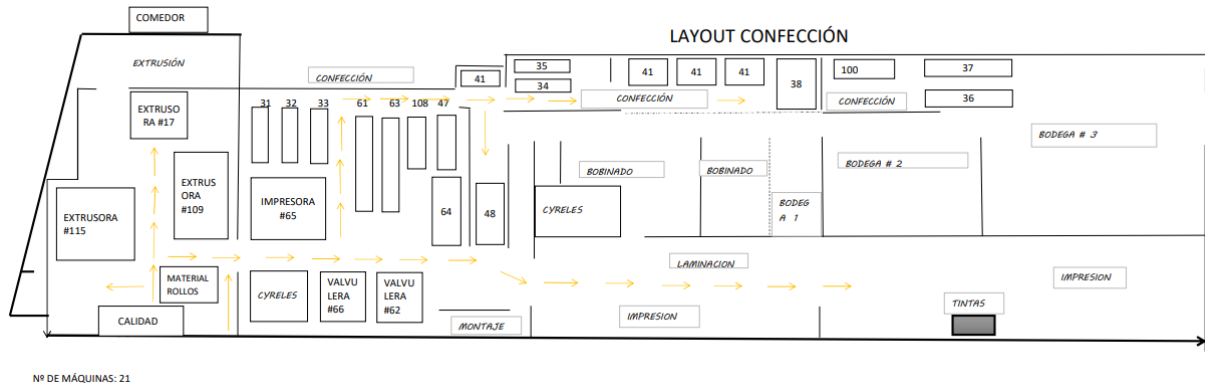 COMEDOR
LAYOUT CONFECCIÓN
EXTRUSIÓN
CONFECCIÓN
41
35
34
41
41
41
38
100
37
36
CONFECCIÓN
CONFECCIÓN
EXTRUSO
RA #17
31
32
33
61
63
108
47
BODEGA # 3
EXTRUS
ORA
#109
BOBINADO
BOBINADO
BODEGA # 2
EXTRUSORA
#115
IMPRESORA
#65
64
48
CYRELES
BODEG
A 1
LAMINACION
MATERIAL
ROLLOS
CYRELES
VALVU
LERA
#66
VALVU
LERA
#62
IMPRESION
CALIDAD
MONTAJE
IMPRESION
TINTAS
Nº DE MÁQUINAS: 21